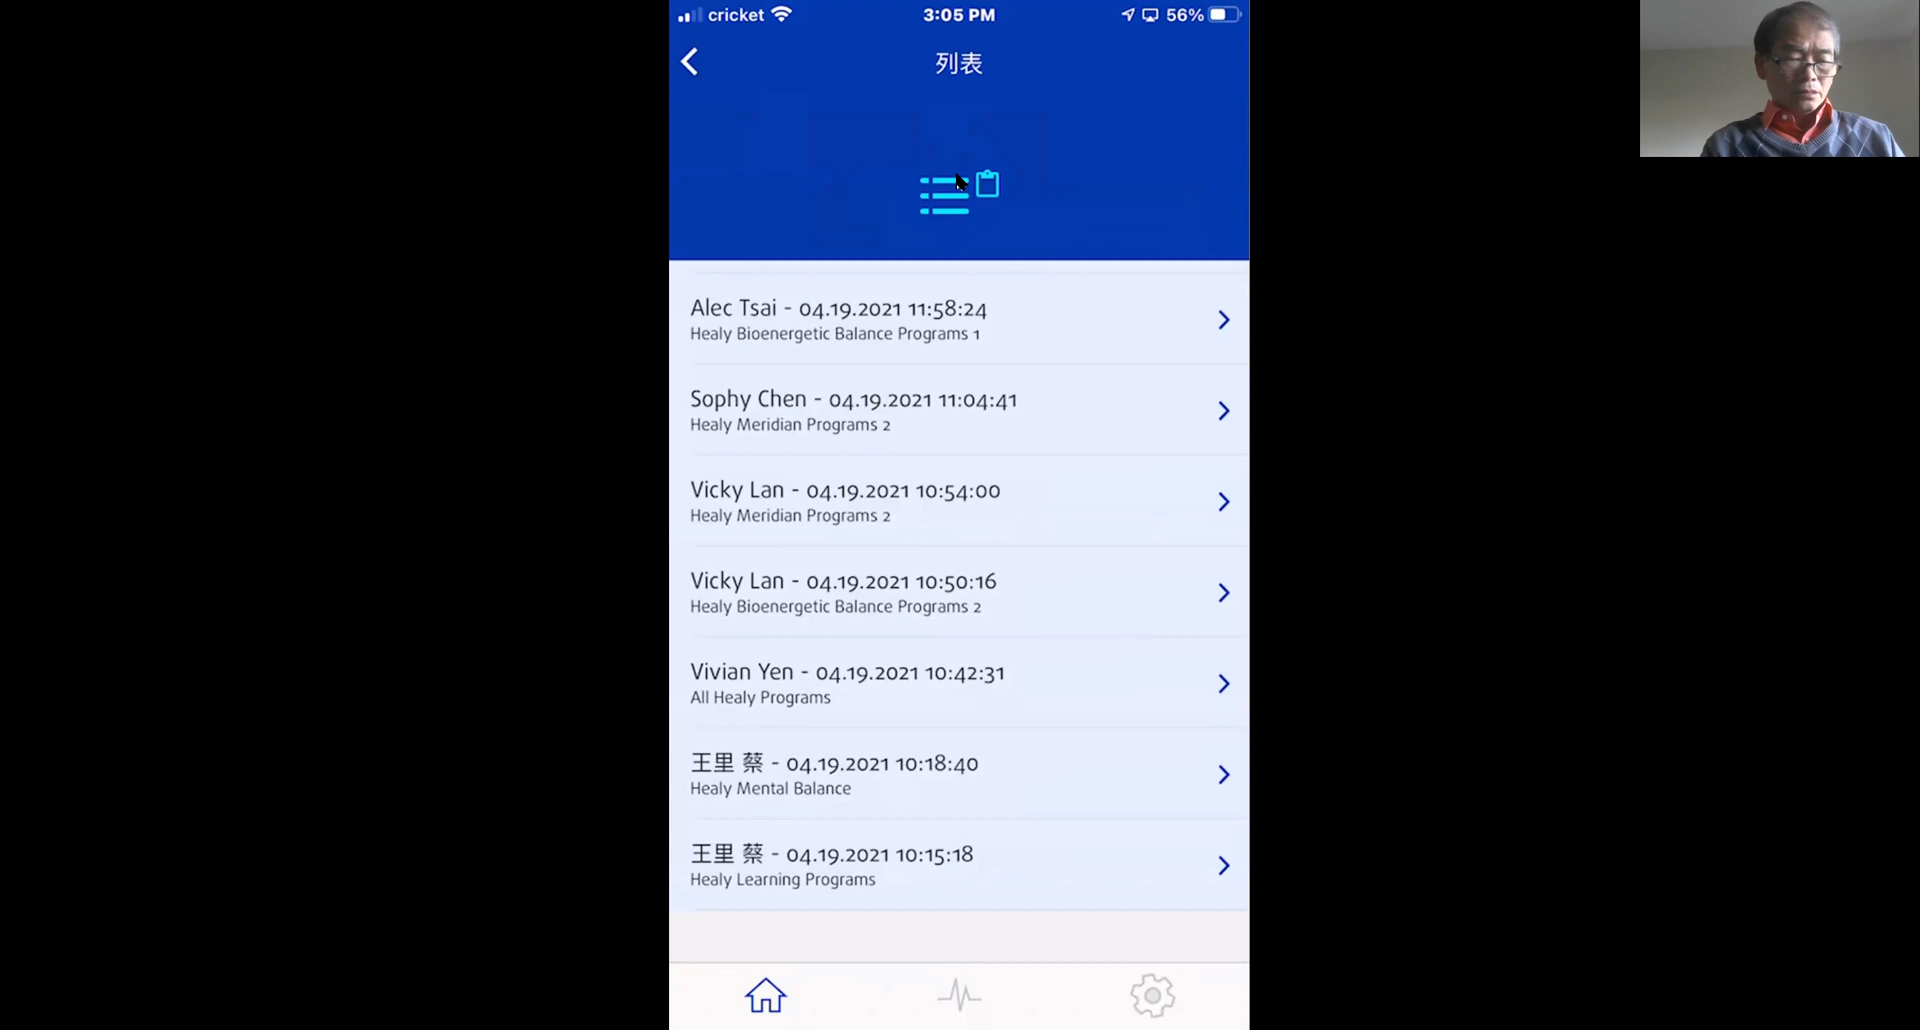 cricket
3:05 PM
56%
列表
Alec Tsai - 04.19.2021 11:58:24
Healy Bioenergetic Balance Programs 1
Sophy Chen - 04.19.2021 11:04:41
Healy Meridian Programs 2
Vicky Lan - 04.19.2021 10:54:00
Healy Meridian Programs 2
Vicky Lan - 04.19.2021 10:50:16
Healy Bioenergetic Balance Programs 2
Vivian Yen - 04.19.2021 10:42:31
All Healy Programs
王里 蔡 - 04.19.2021 10:18:40
Healy Mental Balance
王里 蔡 - 04.19.2021 10:15:18
Healy Learning Programs